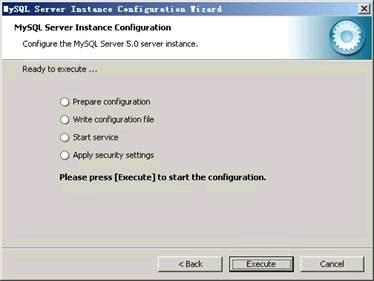 MySQL Server Instance Configuration Wizard
MySQL Server Instance Configuration
Configure the MySQL Server 5.0 server instance.
Ready to execute ...
Prepare configuration
Write configuration file
Start service
Apply security settings
Please press [Execute] to start the configuration.
< Back
Execute
Cancel